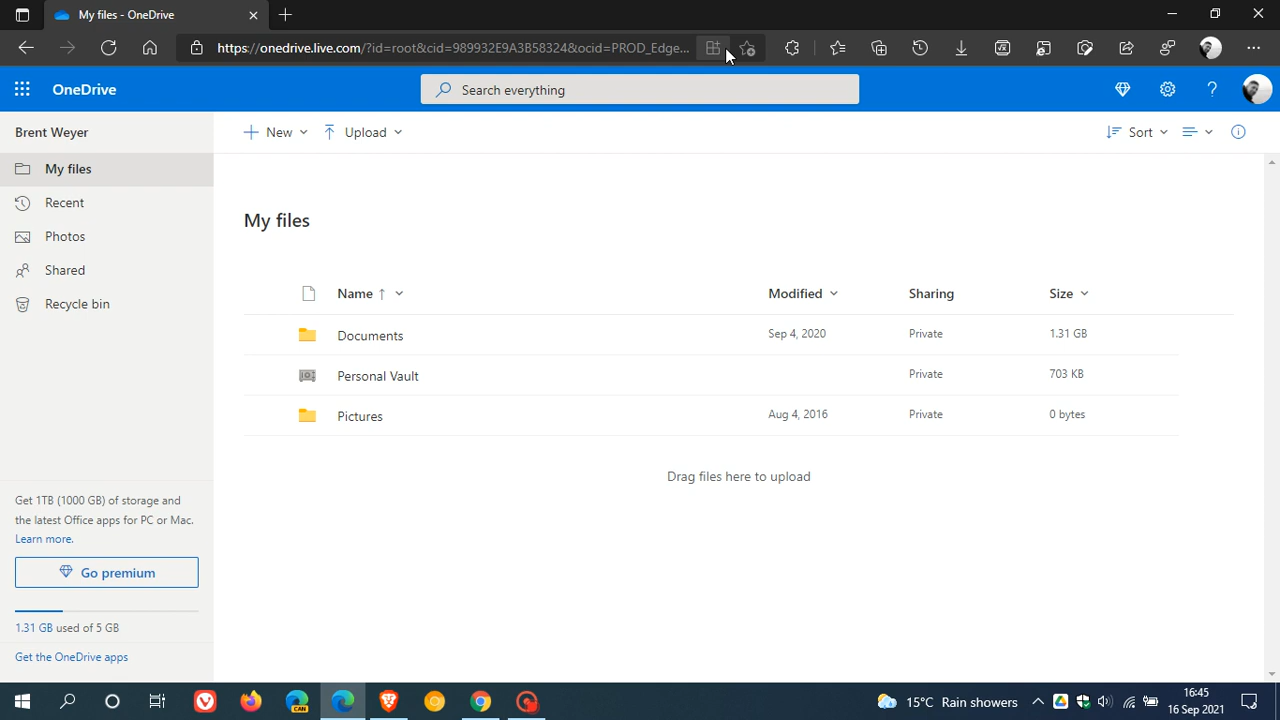 My files - OneDrive
https://onedrive.live.com/?id=root&cid=989932E9A3B58324&ocid=PROD_Edge...
OneDrive
Search everything
Brent Weyer
New
Upload
Sort
My files
Recent
Photos
Shared
Recycle bin
My files
Name ↑
Modified
Sharing
Size
Documents
Sep 4, 2020
Private
1.31 GB
Personal Vault
Private
703 KB
Pictures
Aug 4, 2016
Private
0 bytes
Drag files here to upload
Get 1TB (1000 GB) of storage and
the latest Office apps for PC or Mac.
Learn more.
Go premium
1.31 GB used of 5 GB
Get the OneDrive apps
CAN
15°C Rain showers
16:45
16 Sep 2021